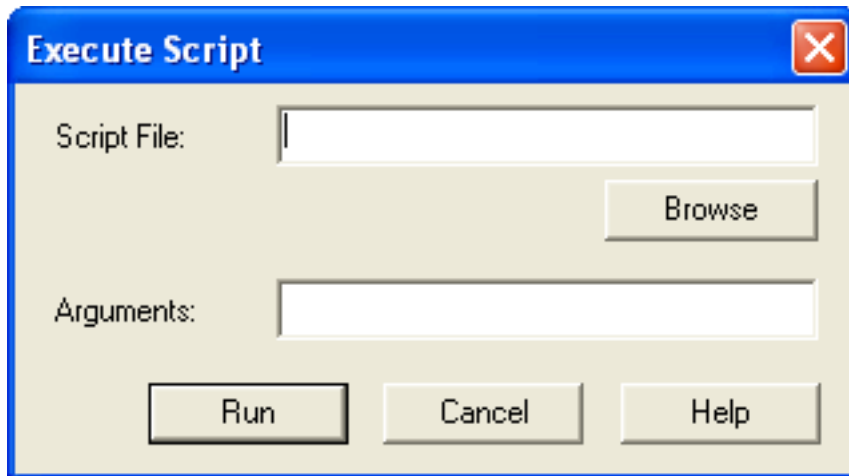 Execute Script
Script File:
Browse
Arguments:
Run Cancel Help